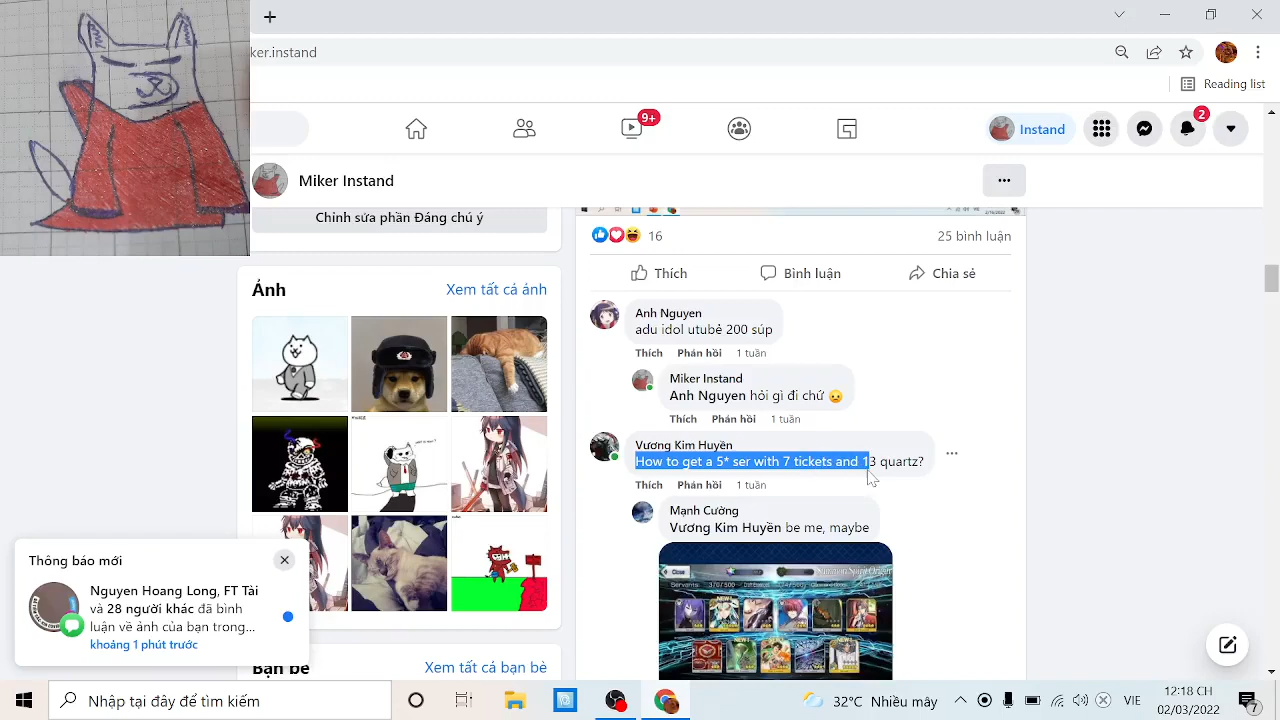 ker.instand
Reading list
9+
Instand
2
Miker Instand
Chỉnh sửa phần Đáng chú ý
16
25 bình luận
Thích
Bình luận
Chia sẻ
Ảnh
Xem tất cả ảnh
Anh Nguyen
adu idol utubẻ 200 súp
Thích Phản hồi 1 tuần
Miker Instand
Anh Nguyen hỏi gì đi chứ 😟
Thích Phản hồi 1 tuần
Vương Kim Huyền
How to get a 5* ser with 7 tickets and 13 quartz?
Thích Phản hồi 1 tuần
Mạnh Cường
Vương Kim Huyền be me, maybe
Close
Servants: 376/500
Thông báo mới
Nguyen Hoang Long, FT Tài
và 28 người khác đã bình
luận về ảnh của bạn trong...
khoảng 1 phút trước
Bạn bè
Xem tất cả bạn bè
Nhập tại đây để tìm kiếm
32°C Nhiều mây
VIE
12:18 CH
02/03/2022
7